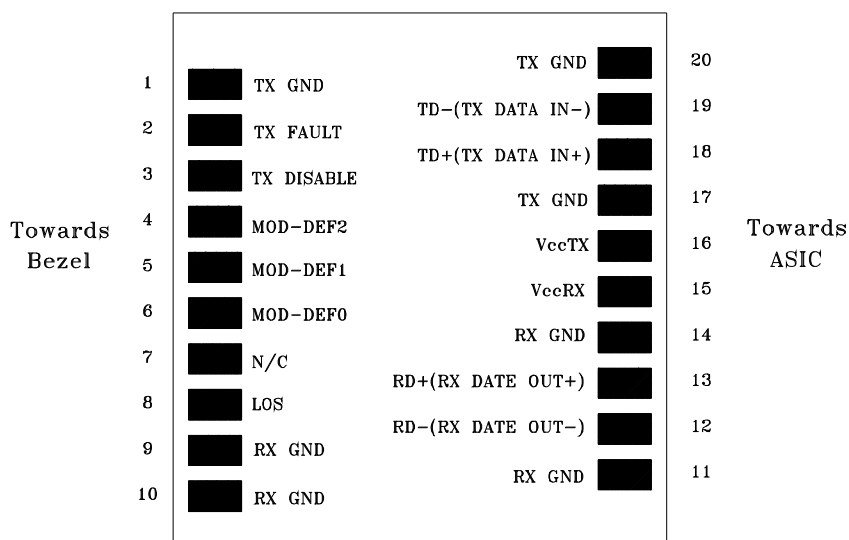 Towards
Bezel
1 TX GND
2 TX FAULT
3 TX DISABLE
4 MOD-DEF2
5 MOD-DEF1
6 MOD-DEF0
7 N/C
8 LOS
9 RX GND
10 RX GND
TX GND 20
TD-(TX DATA IN-) 19
TD+(TX DATA IN+) 18
TX GND 17
VccTX 16
VccRX 15
RX GND 14
RD+(RX DATE OUT+) 13
RD-(RX DATE OUT-) 12
RX GND 11
Towards
ASIC